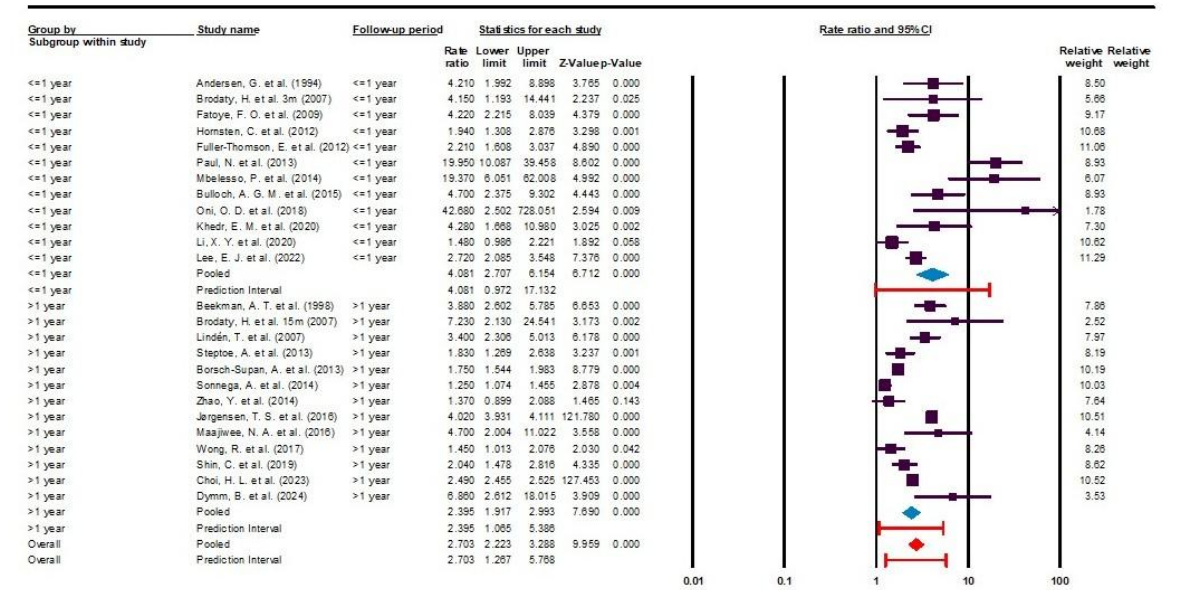 Group by Study name Follow-up period Statistics for each study Rate ratio and 95% CI
Subgroup within study
Rate Lower Upper Relative Relative
ratio limit limit Z-Value p-Value weight weight
<=1 year Andersen, G. et al. (1994) <=1 year 4.210 1.992 8.898 3.765 0.000 8.50
<=1 year Brodaty, H. et al. 3m (2007) <=1 year 4.150 1.193 14.441 2.237 0.025 5.66
<=1 year Fatoye, F. O. et al. (2009) <=1 year 4.220 2.215 8.039 4.379 0.000 9.17
<=1 year Hornsten, C. et al. (2012) <=1 year 1.940 1.308 2.876 3.298 0.001 10.68
<=1 year Fuller-Thomson, E. et al. (2012) <=1 year 2.210 1.608 3.037 4.890 0.000 11.06
<=1 year Paul, N. et al. (2013) <=1 year 19.950 10.087 39.458 8.602 0.000 8.93
<=1 year Mbelesso, P. et al. (2014) <=1 year 19.370 6.051 62.008 4.992 0.000 6.07
<=1 year Bulloch, A. G. M. et al. (2015) <=1 year 4.700 2.375 9.302 4.443 0.000 8.93
<=1 year Oni, O. D. et al. (2018) <=1 year 42.680 2.502 728.051 2.594 0.009 1.78
<=1 year Khedr, E. M. et al. (2020) <=1 year 4.280 1.668 10.980 3.025 0.002 7.30
<=1 year Li, X. Y. et al. (2020) <=1 year 1.480 0.986 2.221 1.892 0.058 10.62
<=1 year Lee, E. J. et al. (2022) <=1 year 2.720 2.085 3.548 7.376 0.000 11.29
<=1 year Pooled 4.081 2.707 6.154 6.712 0.000
<=1 year Prediction Interval 4.081 0.972 17.132
>1 year Beekman, A. T. et al. (1998) >1 year 3.880 2.602 5.785 6.653 0.000 7.86
>1 year Brodaty, H. et al. 15m (2007) >1 year 7.230 2.130 24.541 3.173 0.002 2.52
>1 year Lindén, T. et al. (2007) >1 year 3.400 2.306 5.013 6.178 0.000 7.97
>1 year Steptoe, A. et al. (2013) >1 year 1.830 1.269 2.638 3.237 0.001 8.19
>1 year Borsch-Supan, A. et al. (2013) >1 year 1.750 1.544 1.983 8.779 0.000 10.19
>1 year Sonnega, A. et al. (2014) >1 year 1.250 1.074 1.455 2.878 0.004 10.03
>1 year Zhao, Y. et al. (2014) >1 year 1.370 0.899 2.088 1.465 0.143 7.64
>1 year Jørgensen, T. S. et al. (2016) >1 year 4.020 3.931 4.111 121.780 0.000 10.51
>1 year Maajiwee, N. A. et al. (2016) >1 year 4.700 2.004 11.022 3.558 0.000 4.14
>1 year Wong, R. et al. (2017) >1 year 1.450 1.013 2.076 2.030 0.042 8.26
>1 year Shin, C. et al. (2019) >1 year 2.040 1.478 2.816 4.335 0.000 8.62
>1 year Choi, H. L. et al. (2023) >1 year 2.490 2.455 2.525 127.453 0.000 10.52
>1 year Dymm, B. et al. (2024) >1 year 6.860 2.612 18.015 3.909 0.000 3.53
>1 year Pooled 2.395 1.917 2.993 7.690 0.000
>1 year Prediction Interval 2.395 1.065 5.386
Overall Pooled 2.703 2.223 3.288 9.959 0.000
Overall Prediction Interval 2.703 1.267 5.768
0.01 0.1 1 10 100